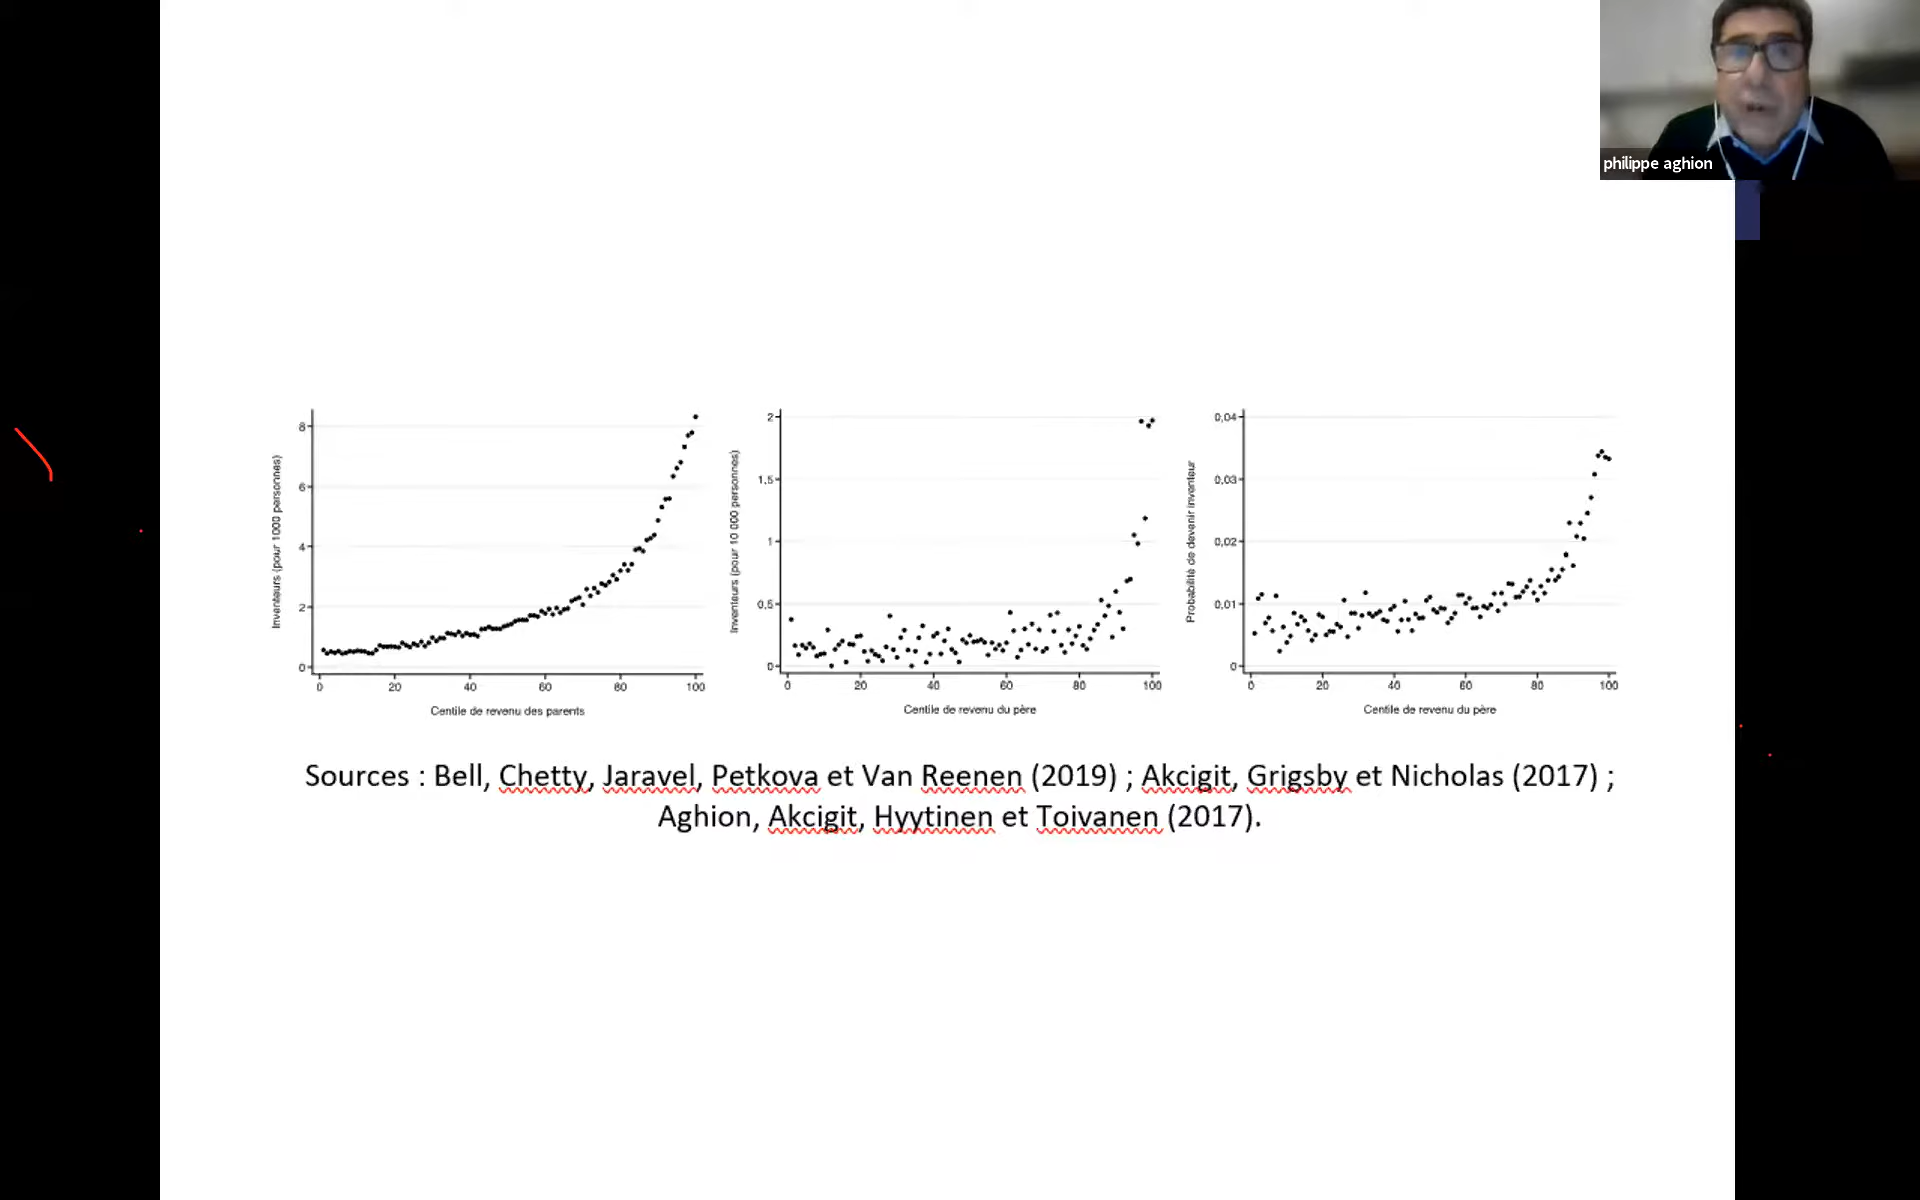 philippe aghion
Inventeurs (pour 1000 personnes)
8
6
4
2
0
0 20 40 60 80 100
Centile de revenu des parents
Inventeurs (pour 10 000 personnes)
2
1,5
1
0,5
0
0 20 40 60 80 100
Centile de revenu du père
Probabilité de devenir inventeur
0,04
0,03
0,02
0,01
0
0 20 40 60 80 100
Centile de revenu du père
Sources : Bell, Chetty, Jaravel, Petkova et Van Reenen (2019) ; Akcigit, Grigsby et Nicholas (2017) ;
Aghion, Akcigit, Hyytinen et Toivanen (2017).